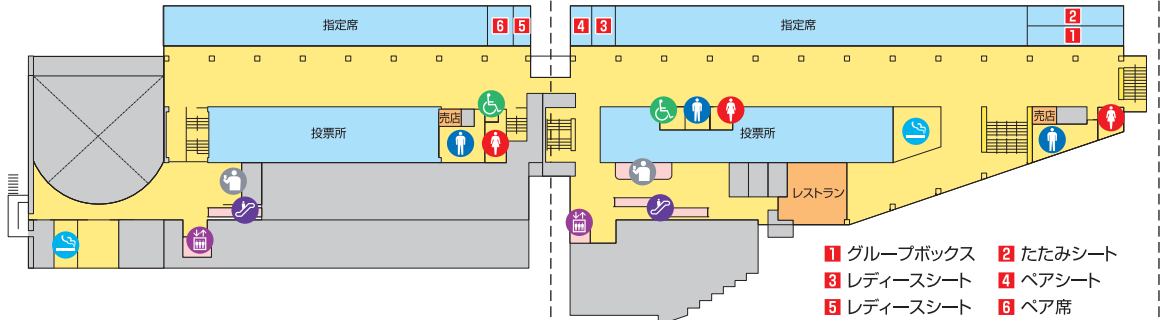 指定席
6 5
4 3
指定席
2
1
売店
投票所
投票所
売店
レストラン
1 グループボックス
2 たたみシート
3 レディースシート
4 ペアシート
5 レディースシート
6 ペア席